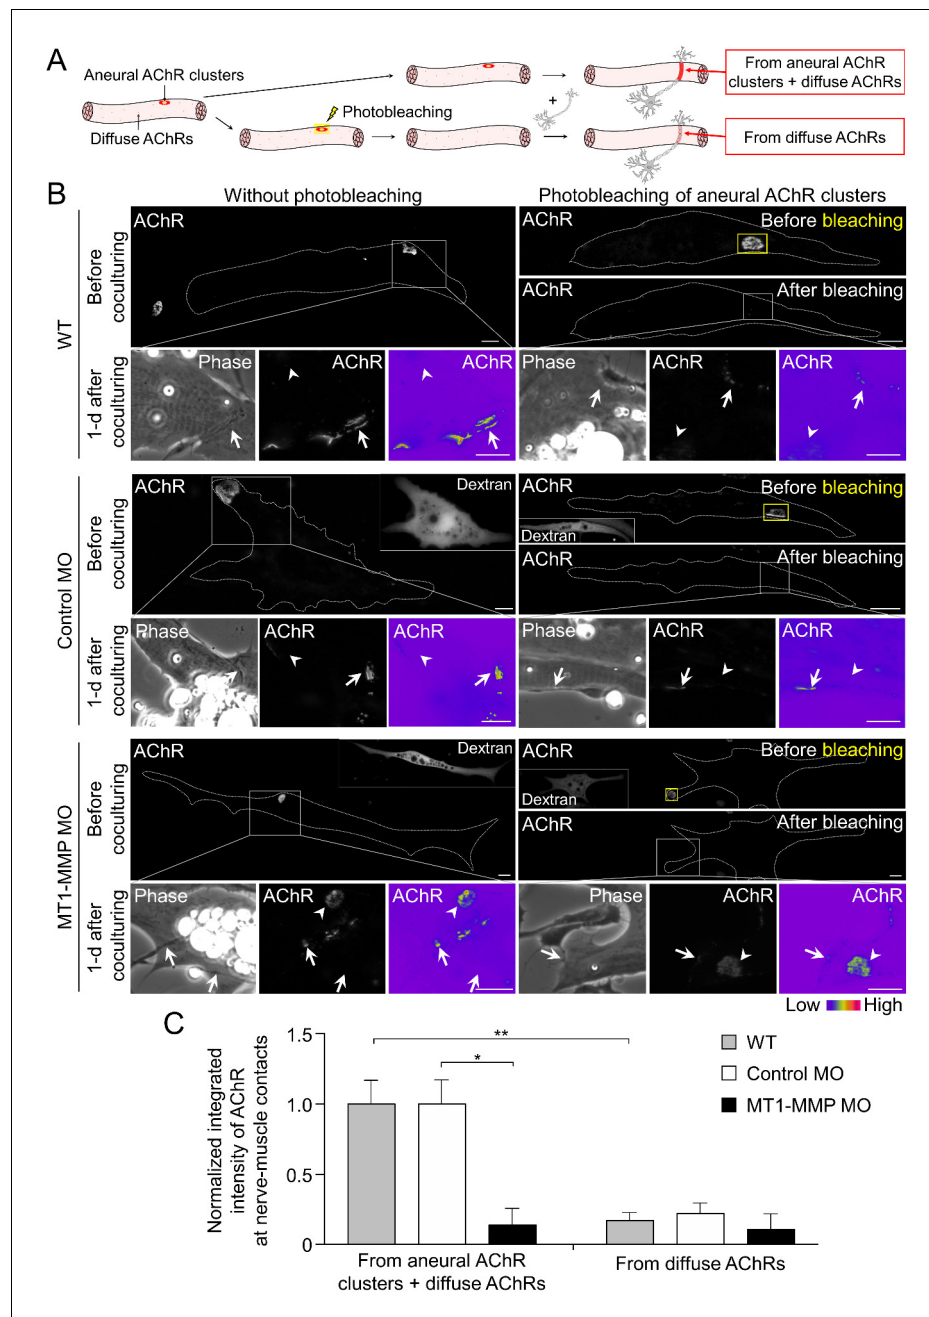 A
Aneural AChR clusters
Diffuse AChRs
Photobleaching
+
From aneural AChR
clusters + diffuse AChRs
From diffuse AChRs
B
Without photobleaching
Photobleaching of aneural AChR clusters
WT
Before
coculturing
AChR
AChR
Before bleaching
AChR
After bleaching
1-d after
coculturing
Phase
AChR
AChR
Phase
AChR
AChR
Control MO
Before
coculturing
AChR
Dextran
AChR
Before bleaching
Dextran
AChR
After bleaching
1-d after
coculturing
Phase
AChR
AChR
Phase
AChR
AChR
MT1-MMP MO
Before
coculturing
AChR
Dextran
AChR
Before bleaching
Dextran
AChR
After bleaching
1-d after
coculturing
Phase
AChR
AChR
Phase
AChR
AChR
Low
High
C
Normalized integrated
intensity of AChR
at nerve-muscle contacts
1.5
1.0
0.5
0
**
*
WT
Control MO
MT1-MMP MO
From aneural AChR
clusters + diffuse AChRs
From diffuse AChRs